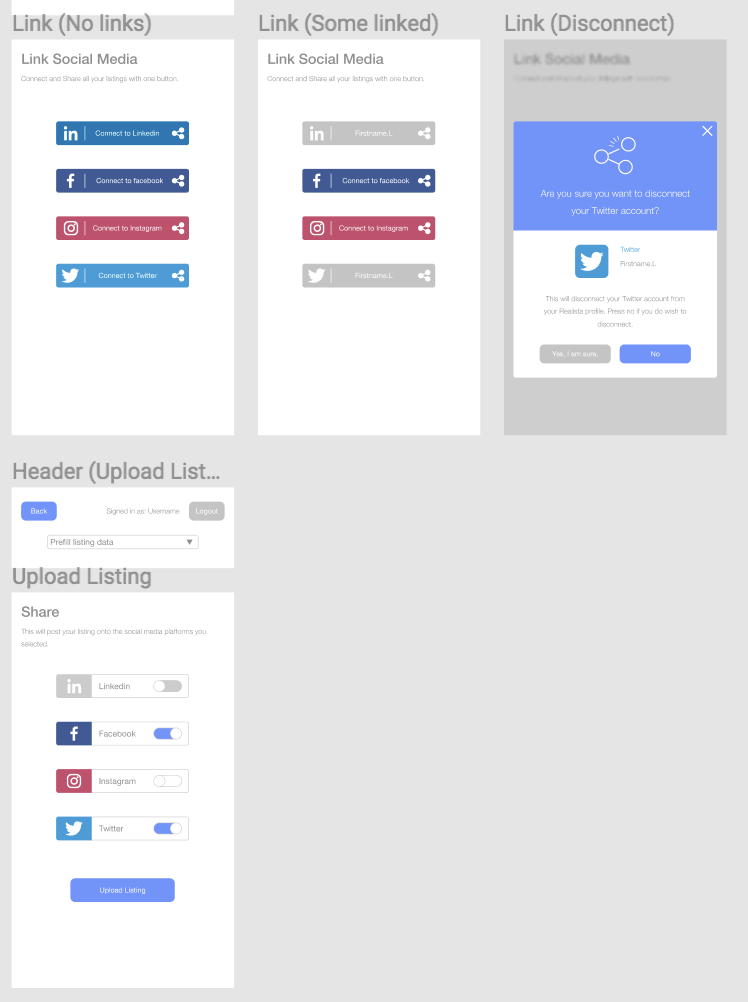 Link (No links)
Link Social Media
Connect and Share all your listings with one button.
in
Connect to Linkedin
f
Connect to facebook
Connect to Instagram
Connect to Twitter
Link (Some linked)
Link Social Media
Connect and Share all your listings with one button.
in
Firstname.L
f
Connect to facebook
Connect to Instagram
Firstname.L
Link (Disconnect)
Link Social Media
Are you sure you want to disconnect
your Twitter account?
Twitter
Firstname.L
This will disconnect your Twitter account from
your Realista profile. Press no if you do wish to
disconnect.
Yes, I am sure.
No
Header (Upload List...
Back
Signed in as: Username
Logout
Prefill listing data
Upload Listing
Share
This will post your listing onto the social media platforms you
selected.
in
Linkedin
f
Facebook
Instagram
Twitter
Upload Listing